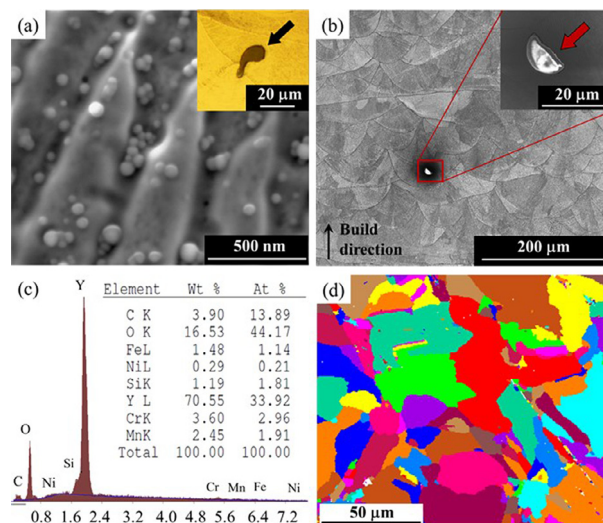 (a)
20 μm
500 nm
(b)
20 μm
Build
direction
200 μm
(c)
Element Wt % At %
C K 3.90 13.89
O K 16.53 44.17
FeL 1.48 1.14
NiL 0.29 0.21
SiK 1.19 1.81
Y L 70.55 33.92
CrK 3.60 2.96
MnK 2.45 1.91
Total 100.00 100.00
Y
O
Si
C
Ni
Cr Mn Fe Ni
0.8 1.6 2.4 3.2 4.0 4.8 5.6 6.4 7.2
(d)
50 μm